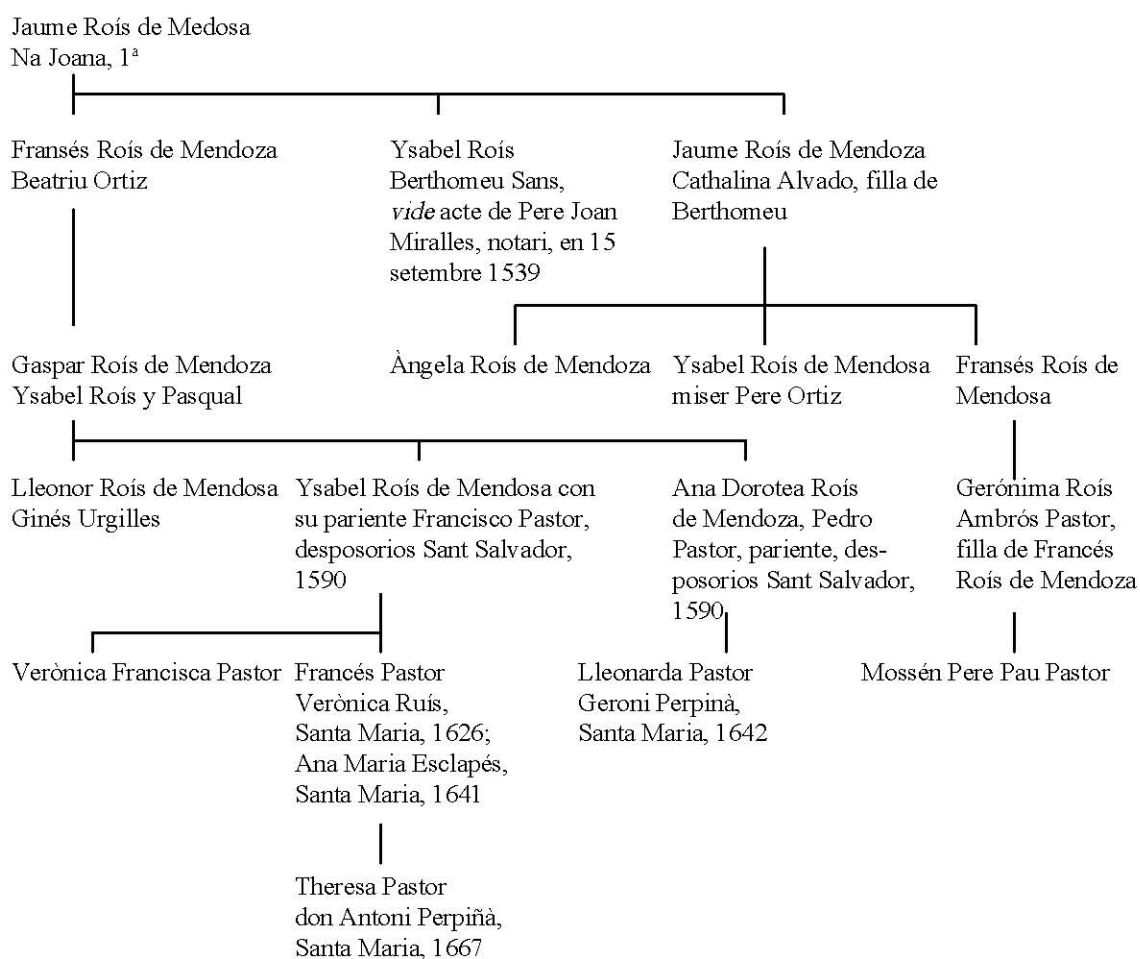 Jaume Roís de Medosa
Na Joana, 1ª
Fransés Roís de Mendoza
Beatriu Ortiz
Ysabel Roís
Berthomeu Sans,
vide acte de Pere Joan
Miralles, notari, en 15
setembre 1539
Jaume Roís de Mendoza
Cathalina Alvado, filla de
Berthomeu
Gaspar Roís de Mendoza
Ysabel Roís y Pasqual
Àngela Roís de Mendoza
Ysabel Roís de Mendosa
miser Pere Ortiz
Fransés Roís de
Mendosa
Lleonor Roís de Mendosa
Ginés Urgilles
Ysabel Roís de Mendosa con
su pariente Francisco Pastor,
desposorios Sant Salvador,
1590
Ana Dorotea Roís
de Mendoza, Pedro
Pastor, pariente, des-
posorios Sant Salvador,
1590
Gerónima Roís
Ambrós Pastor,
filla de Francés
Roís de Mendoza
Verònica Francisca Pastor
Francés Pastor
Verònica Ruís,
Santa Maria, 1626;
Ana Maria Esclapés,
Santa Maria, 1641
Lleonarda Pastor
Geroni Perpinà,
Santa Maria, 1642
Mossén Pere Pau Pastor
Theresa Pastor
don Antoni Perpiñà,
Santa Maria, 1667